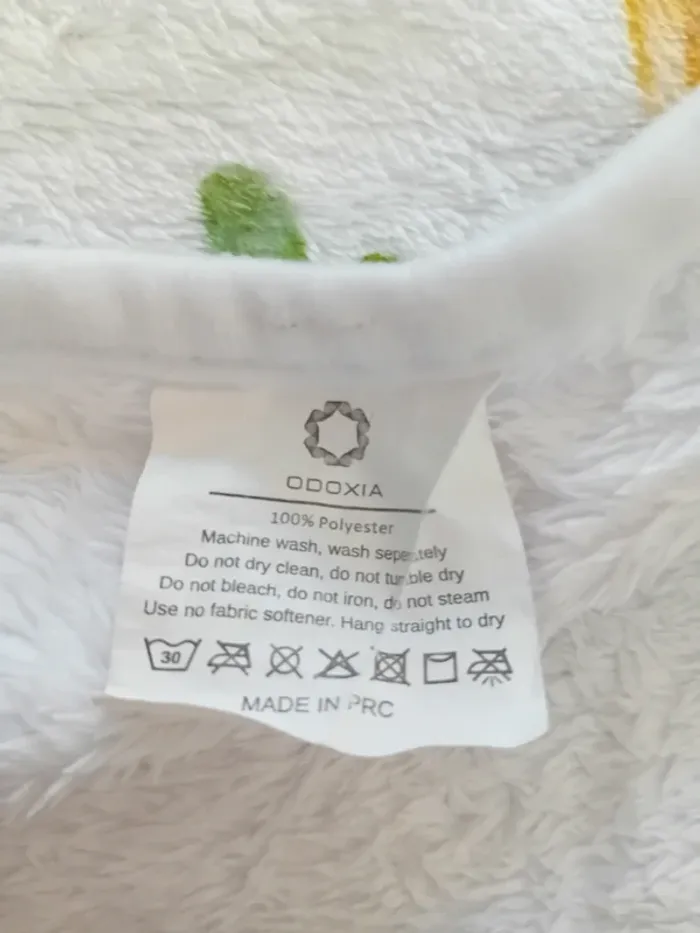 ODOXIA
100% Polyester
Machine wash, wash seperately
Do not dry clean, do not tumble dry
Do not bleach, do not iron, do not steam
Use no fabric softener. Hang straight to dry
30
MADE IN PRC